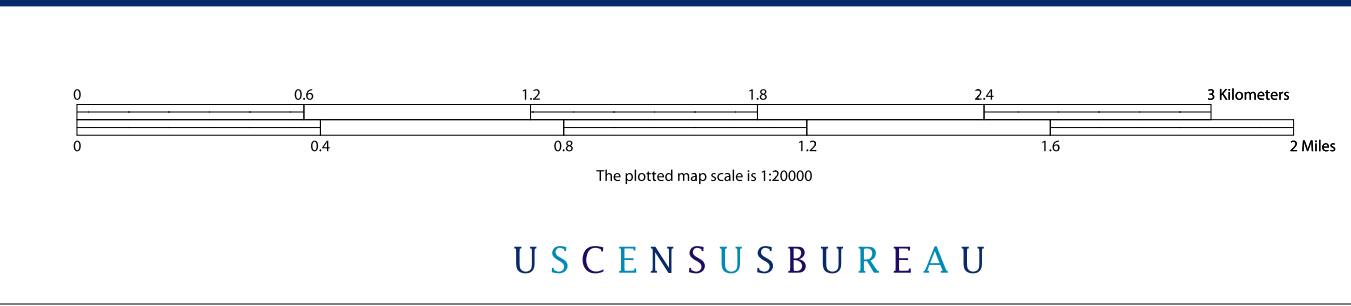 0 0.6 1.2 1.8 2.4 3 Kilometers
0 0.4 0.8 1.2 1.6 2 Miles
The plotted map scale is 1:20000
USCENSUSBUREAU